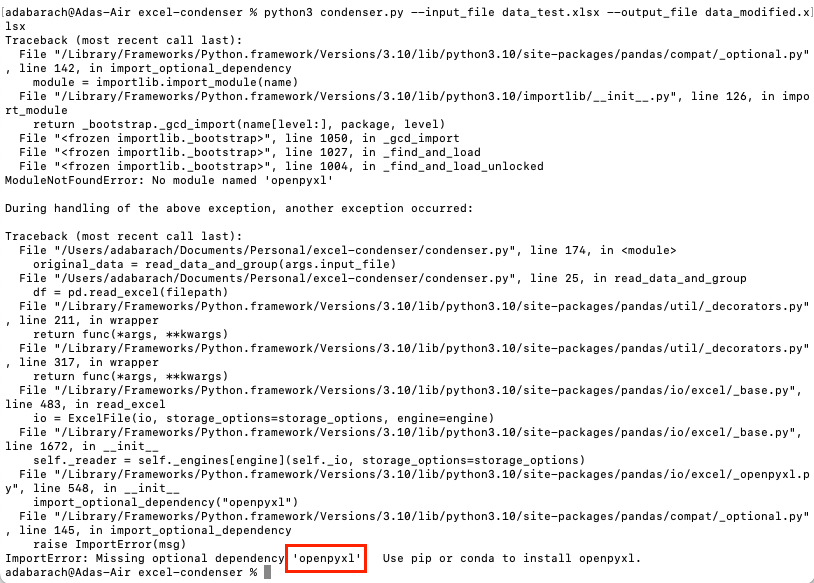 [adabarach@Adas-Air excel-condenser % python3 condenser.py --input_file data_test.xlsx --output_file data_modified.x]
lsx
Traceback (most recent call last):
  File "/Library/Frameworks/Python.framework/Versions/3.10/lib/python3.10/site-packages/pandas/compat/_optional.py"
, line 142, in import_optional_dependency
    module = importlib.import_module(name)
  File "/Library/Frameworks/Python.framework/Versions/3.10/lib/python3.10/importlib/__init__.py", line 126, in impo
rt_module
    return _bootstrap._gcd_import(name[level:], package, level)
  File "<frozen importlib._bootstrap>", line 1050, in _gcd_import
  File "<frozen importlib._bootstrap>", line 1027, in _find_and_load
  File "<frozen importlib._bootstrap>", line 1004, in _find_and_load_unlocked
ModuleNotFoundError: No module named 'openpyxl'

During handling of the above exception, another exception occurred:

Traceback (most recent call last):
  File "/Users/adabarach/Documents/Personal/excel-condenser/condenser.py", line 174, in <module>
    original_data = read_data_and_group(args.input_file)
  File "/Users/adabarach/Documents/Personal/excel-condenser/condenser.py", line 25, in read_data_and_group
    df = pd.read_excel(filepath)
  File "/Library/Frameworks/Python.framework/Versions/3.10/lib/python3.10/site-packages/pandas/util/_decorators.py"
, line 211, in wrapper
    return func(*args, **kwargs)
  File "/Library/Frameworks/Python.framework/Versions/3.10/lib/python3.10/site-packages/pandas/util/_decorators.py"
, line 317, in wrapper
    return func(*args, **kwargs)
  File "/Library/Frameworks/Python.framework/Versions/3.10/lib/python3.10/site-packages/pandas/io/excel/_base.py",
line 483, in read_excel
    io = ExcelFile(io, storage_options=storage_options, engine=engine)
  File "/Library/Frameworks/Python.framework/Versions/3.10/lib/python3.10/site-packages/pandas/io/excel/_base.py",
line 1672, in __init__
    self._reader = self._engines[engine](self._io, storage_options=storage_options)
  File "/Library/Frameworks/Python.framework/Versions/3.10/lib/python3.10/site-packages/pandas/io/excel/_openpyxl.p
y", line 548, in __init__
    import_optional_dependency("openpyxl")
  File "/Library/Frameworks/Python.framework/Versions/3.10/lib/python3.10/site-packages/pandas/compat/_optional.py"
, line 145, in import_optional_dependency
    raise ImportError(msg)
ImportError: Missing optional dependency 'openpyxl'  Use pip or conda to install openpyxl.
adabarach@Adas-Air excel-condenser %